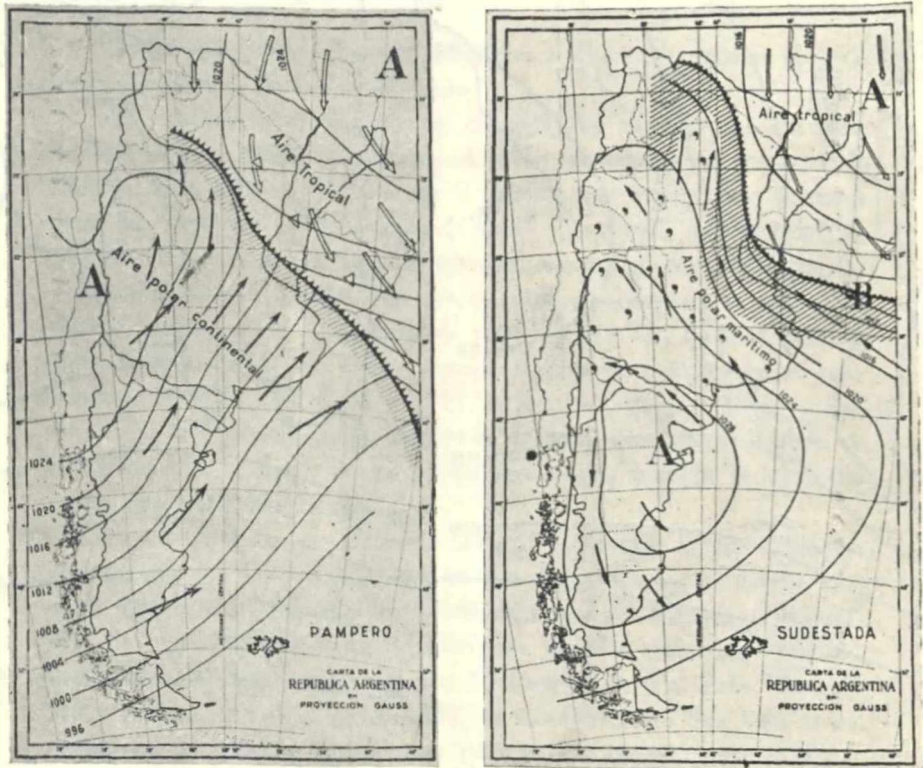 1020
1024
A
Aire
Tropical
A
Aire polar
continental
1024
1020
1016
1012
1008
1004
1000
996
PAMPERO
CARTA DE LA
REPUBLICA ARGENTINA
EN
PROYECCION GAUSS
1016
1020
A
Aire tropical
B
Aire polar marítimo
1016
1020
1024
1028
A
SUDESTADA
CARTA DE LA
REPUBLICA ARGENTINA
EN
PROYECCION GAUSS